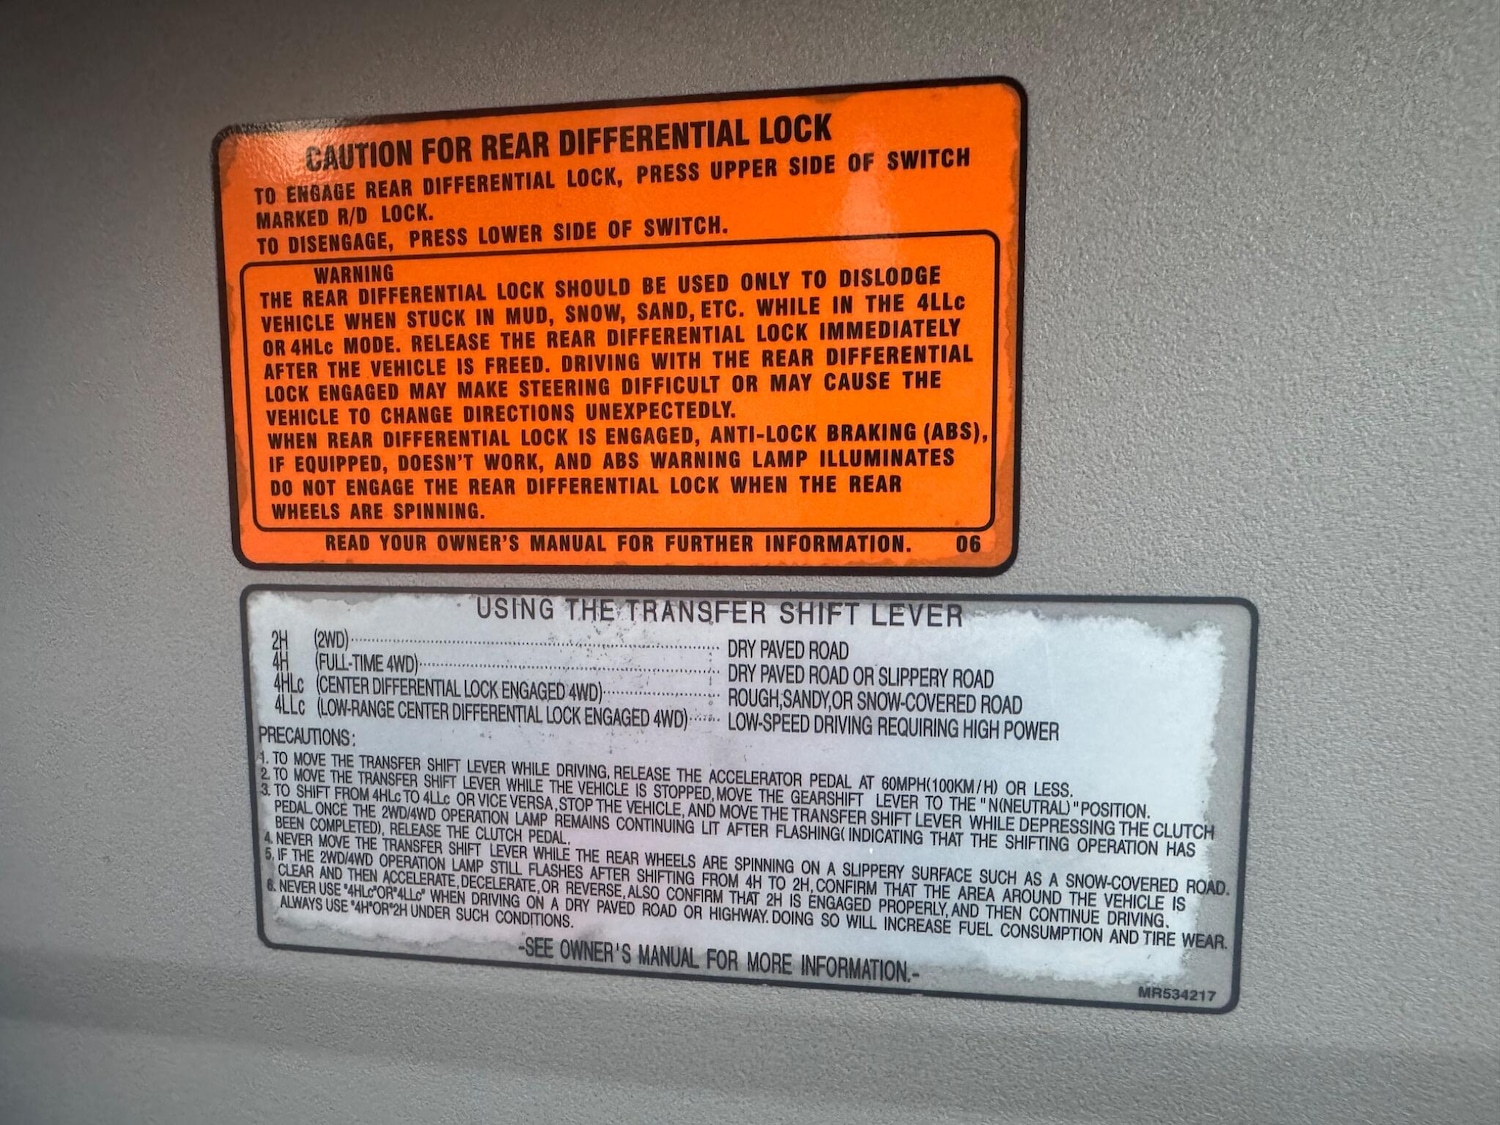 CAUTION FOR REAR DIFFERENTIAL LOCK
TO ENGAGE REAR DIFFERENTIAL LOCK, PRESS UPPER SIDE OF SWITCH
MARKED R/D LOCK.
TO DISENGAGE, PRESS LOWER SIDE OF SWITCH.
WARNING
THE REAR DIFFERENTIAL LOCK SHOULD BE USED ONLY TO DISLODGE
VEHICLE WHEN STUCK IN MUD, SNOW, SAND, ETC. WHILE IN THE 4LLc
OR 4HLc MODE. RELEASE THE REAR DIFFERENTIAL LOCK IMMEDIATELY
AFTER THE VEHICLE IS FREED. DRIVING WITH THE REAR DIFFERENTIAL
LOCK ENGAGED MAY MAKE STEERING DIFFICULT OR MAY CAUSE THE
VEHICLE TO CHANGE DIRECTIONS UNEXPECTEDLY.
WHEN REAR DIFFERENTIAL LOCK IS ENGAGED, ANTI-LOCK BRAKING (ABS),
IF EQUIPPED, DOESN'T WORK, AND ABS WARNING LAMP ILLUMINATES
DO NOT ENGAGE THE REAR DIFFERENTIAL LOCK WHEN THE REAR
WHEELS ARE SPINNING.
READ YOUR OWNER'S MANUAL FOR FURTHER INFORMATION. 06
USING THE TRANSFER SHIFT LEVER
2H (2WD) DRY PAVED ROAD
4H (FULL-TIME 4WD) DRY PAVED ROAD OR SLIPPERY ROAD
4HLc (CENTER DIFFERENTIAL LOCK ENGAGED 4WD) ROUGH,SANDY,OR SNOW-COVERED ROAD
4LLc (LOW-RANGE CENTER DIFFERENTIAL LOCK ENGAGED 4WD) LOW-SPEED DRIVING REQUIRING HIGH POWER
PRECAUTIONS:
1. TO MOVE THE TRANSFER SHIFT LEVER WHILE DRIVING, RELEASE THE ACCELERATOR PEDAL AT 60MPH(100KM/H) OR LESS.
2. TO MOVE THE TRANSFER SHIFT LEVER WHILE THE VEHICLE IS STOPPED, MOVE THE GEARSHIFT LEVER TO THE "N(NEUTRAL)" POSITION.
3. TO SHIFT FROM 4HLc TO 4LLc OR VICE VERSA, STOP THE VEHICLE, AND MOVE THE TRANSFER SHIFT LEVER WHILE DEPRESSING THE CLUTCH
PEDAL. ONCE THE 2WD/4WD OPERATION LAMP REMAINS CONTINUING LIT AFTER FLASHING( INDICATING THAT THE SHIFTING OPERATION HAS
BEEN COMPLETED), RELEASE THE CLUTCH PEDAL.
4. NEVER MOVE THE TRANSFER SHIFT LEVER WHILE THE REAR WHEELS ARE SPINNING ON A SLIPPERY SURFACE SUCH AS A SNOW-COVERED ROAD.
5. IF THE 2WD/4WD OPERATION LAMP STILL FLASHES AFTER SHIFTING FROM 4H TO 2H, CONFIRM THAT THE AREA AROUND THE VEHICLE IS
CLEAR AND THEN ACCELERATE, DECELERATE, OR REVERSE, ALSO CONFIRM THAT 2H IS ENGAGED PROPERLY, AND THEN CONTINUE DRIVING.
6. NEVER USE "4HLc"OR"4LLc" WHEN DRIVING ON A DRY PAVED ROAD OR HIGHWAY. DOING SO WILL INCREASE FUEL CONSUMPTION AND TIRE WEAR.
ALWAYS USE "4H"OR"2H UNDER SUCH CONDITIONS.
-SEE OWNER'S MANUAL FOR MORE INFORMATION.-
MR534217